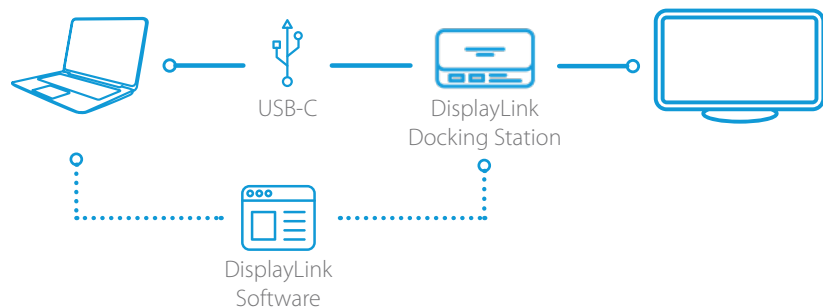 USB-C
DisplayLink
Docking Station
DisplayLink
Software